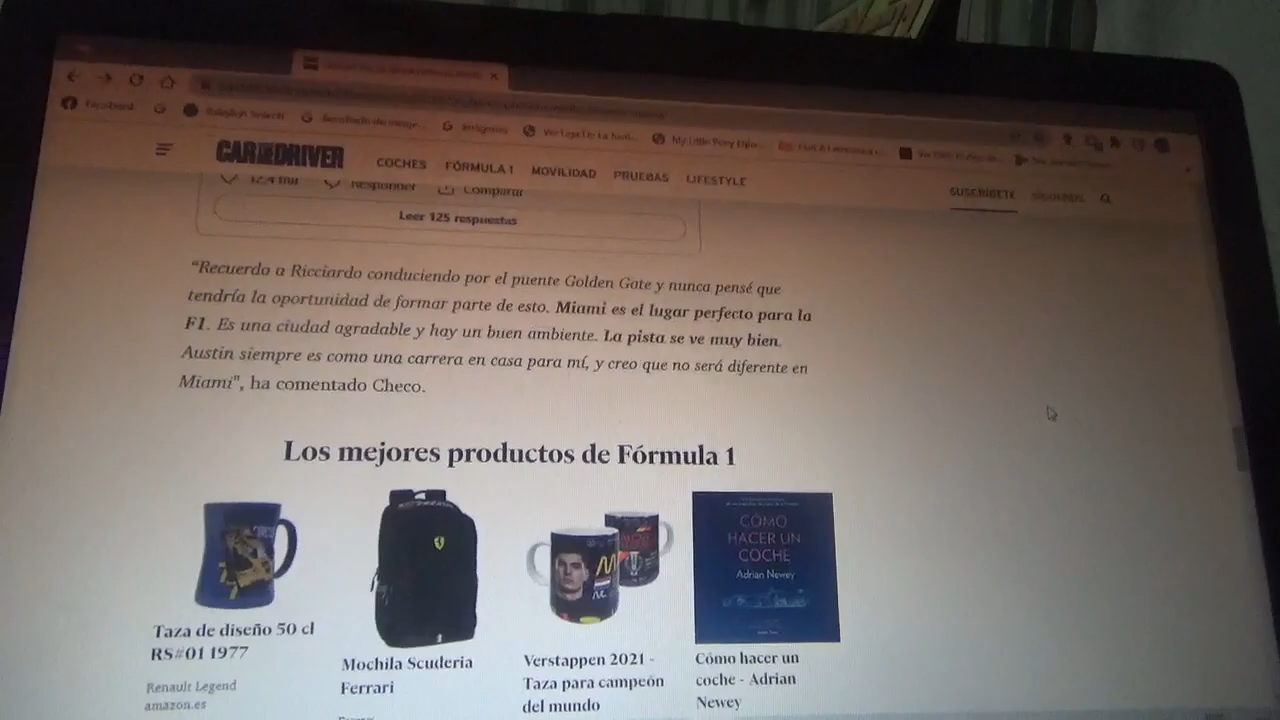 Facebook
CAR AND DRIVER
COCHES FÓRMULA 1 MOVILIDAD PRUEBAS LIFESTYLE
SUSCRÍBETE
Responder
Compartir
Leer 125 respuestas
“Recuerdo a Ricciardo conduciendo por el puente Golden Gate y nunca pensé que
tendría la oportunidad de formar parte de esto. Miami es el lugar perfecto para la
F1. Es una ciudad agradable y hay un buen ambiente. La pista se ve muy bien.
Austin siempre es como una carrera en casa para mí, y creo que no será diferente en
Miami", ha comentado Checo.
Los mejores productos de Fórmula 1
CÓMO
HACER UN
COCHE
Adrian Newey
Taza de diseño 50 cl
RS#01 1977
Renault Legend
amazon.es
Mochila Scuderia
Ferrari
Verstappen 2021 -
Taza para campeón
del mundo
Cómo hacer un
coche - Adrian
Newey